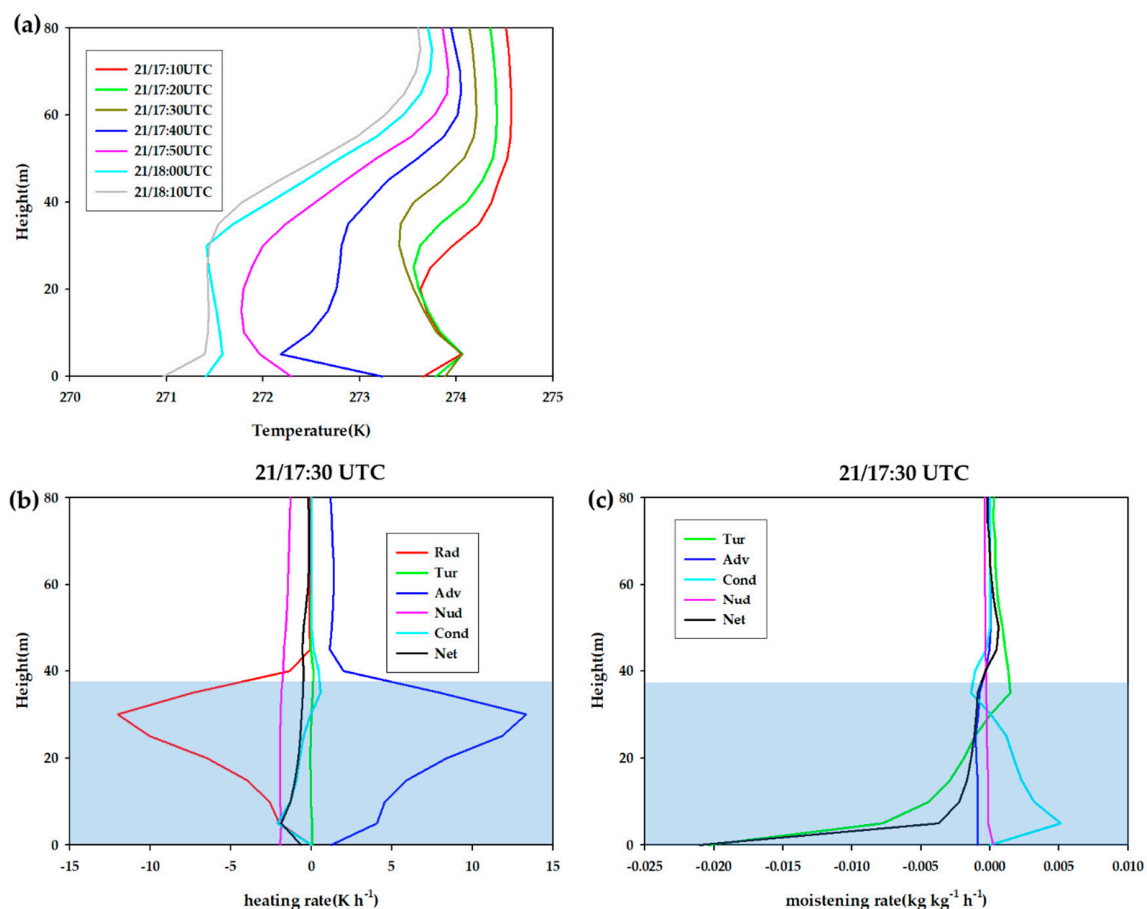 (a)
80
60
40
20
0
Height(m)
21/17:10UTC
21/17:20UTC
21/17:30UTC
21/17:40UTC
21/17:50UTC
21/18:00UTC
21/18:10UTC
270 271 272 273 274 275
Temperature(K)
21/17:30 UTC
(b)
80
60
40
20
0
Height(m)
Rad
Tur
Adv
Nud
Cond
Net
-15 -10 -5 0 5 10 15
heating rate(K h-1)
21/17:30 UTC
(c)
80
60
40
20
0
Height(m)
Tur
Adv
Cond
Nud
Net
-0.025 -0.020 -0.015 -0.010 -0.005 0.000 0.005 0.010
moistening rate(kg kg-1 h-1)